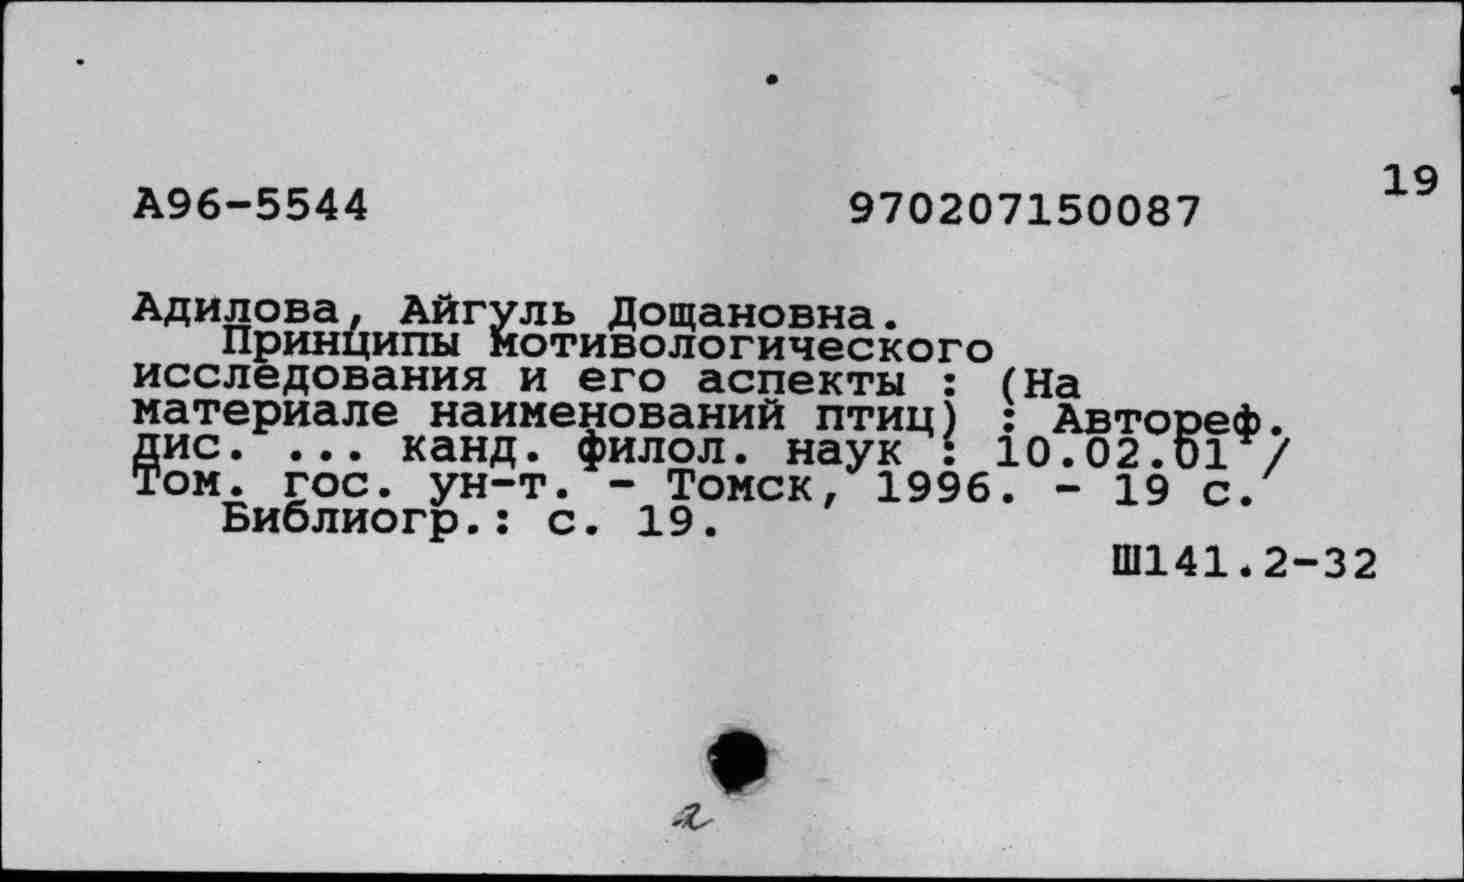 19
А96-5544 970207150087
Адилова, Айгуль Дощановна.
Принципы мотивологического
исследования и его аспекты : (На
материале наименований птиц) : Автореф.
дис. ... канд. филол. наук : 10.02.01 /
Том. гос. ун-т. - Томск, 1996. - 19 с.
Библиогр.: с. 19.
Ш141.2-32